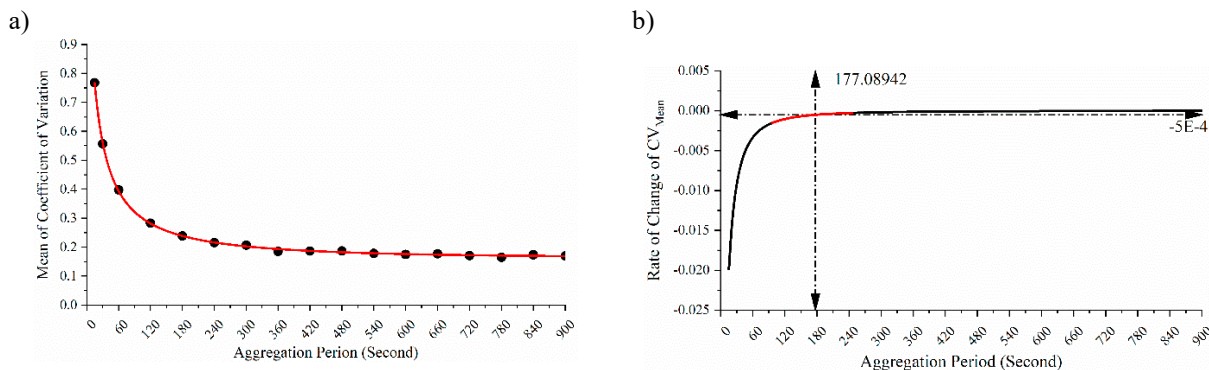 a)
Mean of Coefficient of Variation
0.9
0.8
0.7
0.6
0.5
0.4
0.3
0.2
0.1
0.0
0 60 120 180 240 300 360 420 480 540 600 660 720 780 840 900
Aggregation Perion (Second)
b)
Rate of Change of CV Mean
0.005
0.000
-0.005
-0.010
-0.015
-0.020
-0.025
177.08942
-5E-4
0 60 120 180 240 300 360 420 480 540 600 660 720 780 840 900
Aggregation Period (Second)